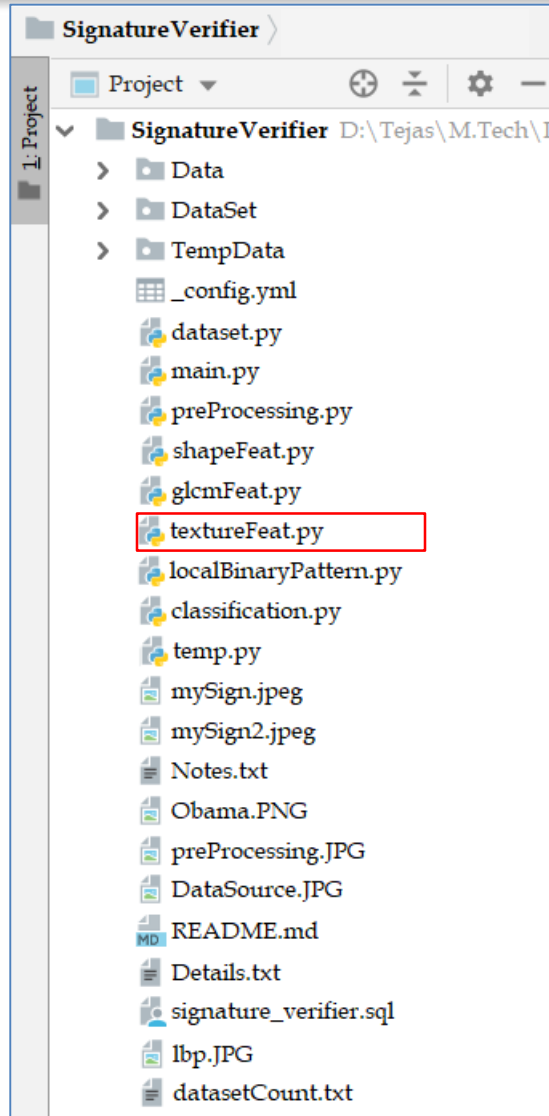 SignatureVerifier
1: Project
Project
SignatureVerifier D:\Tejas\M.Tech\
Data
DataSet
TempData
_config.yml
dataset.py
main.py
preProcessing.py
shapeFeat.py
glcmFeat.py
textureFeat.py
localBinaryPattern.py
classification.py
temp.py
mySign.jpeg
mySign2.jpeg
Notes.txt
Obama.PNG
preProcessing.JPG
DataSource.JPG
MD README.md
Details.txt
signature_verifier.sql
lbp.JPG
datasetCount.txt